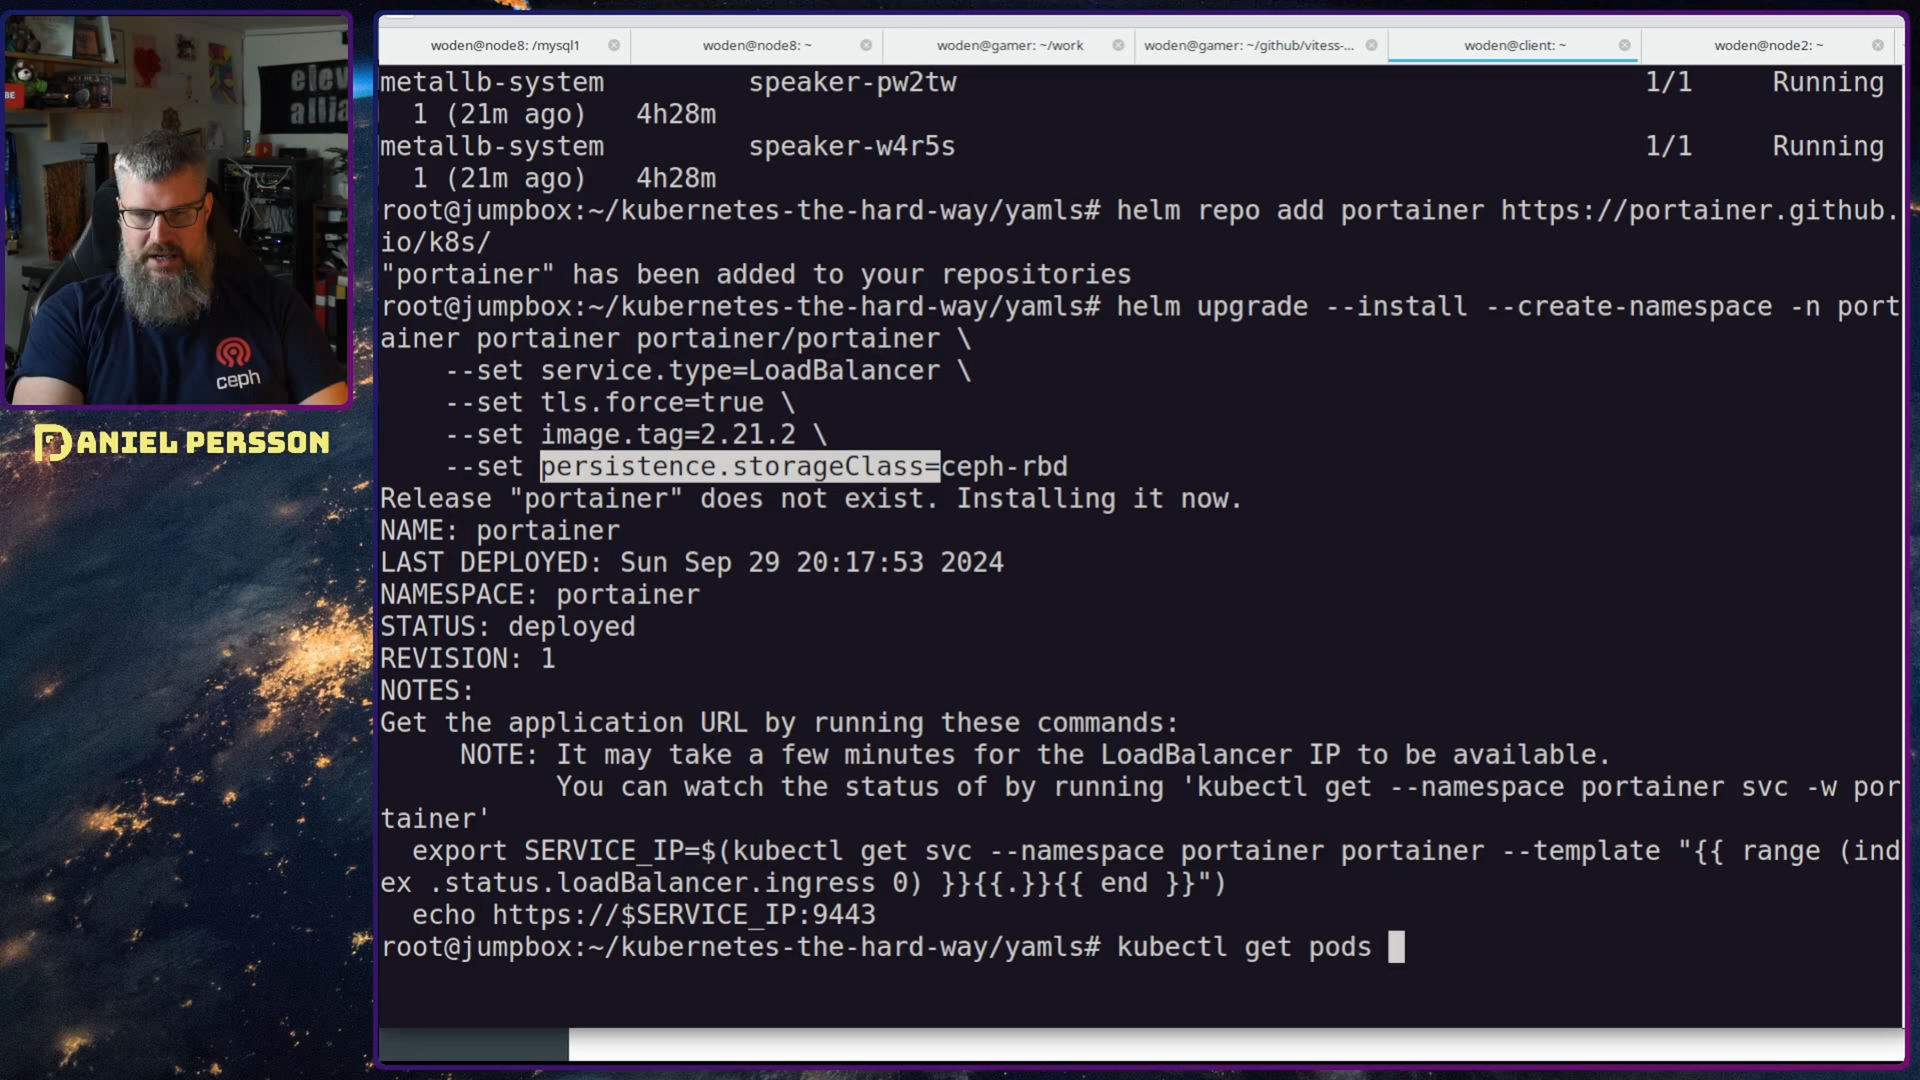 woden@node8: /mysql1
woden@node8: ~
woden@gamer: ~/work
woden@gamer: ~/github/vitess-...
woden@client: ~
woden@node2: ~
metallb-system speaker-pw2tw 1/1 Running
1 (21m ago) 4h28m
metallb-system speaker-w4r5s 1/1 Running
1 (21m ago) 4h28m
root@jumpbox:~/kubernetes-the-hard-way/yamls# helm repo add portainer https://portainer.github.
io/k8s/
"portainer" has been added to your repositories
root@jumpbox:~/kubernetes-the-hard-way/yamls# helm upgrade --install --create-namespace -n port
ainer portainer portainer/portainer \
--set service.type=LoadBalancer \
--set tls.force=true \
--set image.tag=2.21.2 \
--set persistence.storageClass=ceph-rbd
Release "portainer" does not exist. Installing it now.
NAME: portainer
LAST DEPLOYED: Sun Sep 29 20:17:53 2024
NAMESPACE: portainer
STATUS: deployed
REVISION: 1
NOTES:
Get the application URL by running these commands:
NOTE: It may take a few minutes for the LoadBalancer IP to be available.
You can watch the status of by running 'kubectl get --namespace portainer svc -w por
tainer'
export SERVICE_IP=$(kubectl get svc --namespace portainer portainer --template "{{ range (ind
ex .status.loadBalancer.ingress 0) }}{{.}}{{ end }}")
echo https://$SERVICE_IP:9443
root@jumpbox:~/kubernetes-the-hard-way/yamls# kubectl get pods
ceph
DANIEL PERSSON